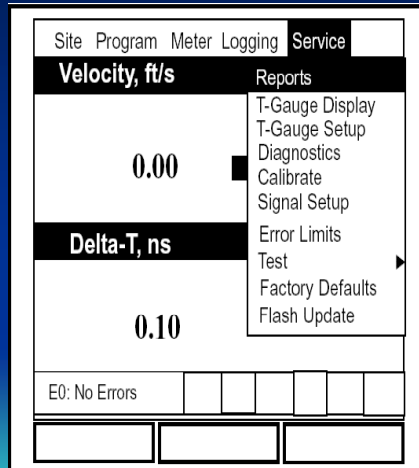 Site Program Meter Logging Service
Velocity, ft/s
Reports
T-Gauge Display
T-Gauge Setup
Diagnostics
0.00
Calibrate
Signal Setup
Delta-T, ns
Error Limits
Test
Factory Defaults
Flash Update
0.10
E0: No Errors